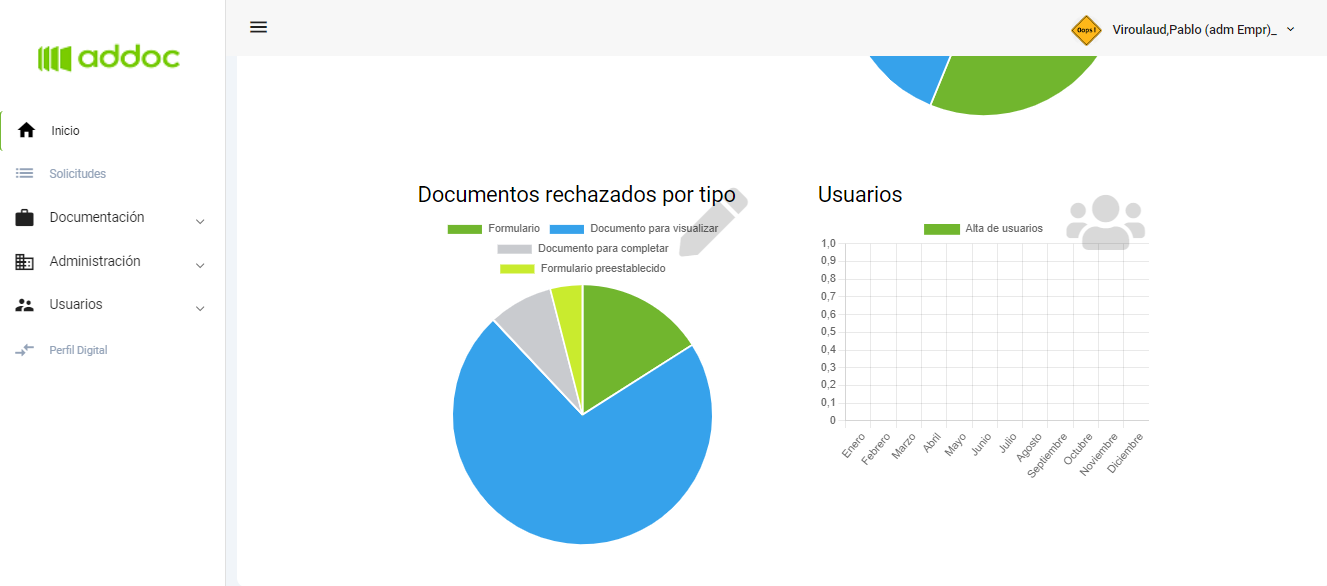 addoc
Oops !
Viroulaud,Pablo (adm Empr)_
Inicio
Solicitudes
Documentación
Administración
Usuarios
Perfil Digital
Documentos rechazados por tipo
Formulario
Documento para visualizar
Documento para completar
Formulario preestablecido
Usuarios
Alta de usuarios
1,0
0,9
0,8
0,7
0,6
0,5
0,4
0,3
0,2
0,1
0
Enero
Febrero
Marzo
Abril
Mayo
Junio
Julio
Agosto
Septiembre
Octubre
Noviembre
Diciembre